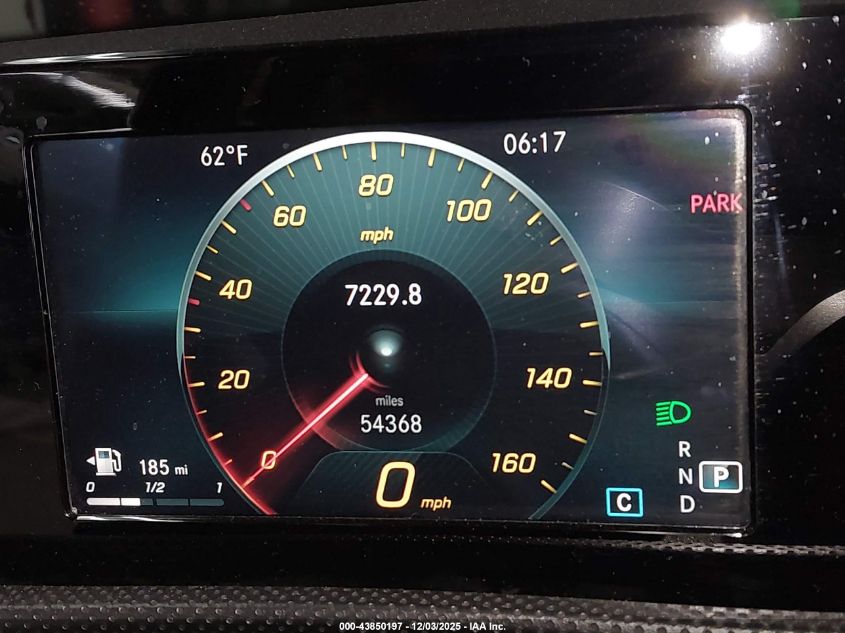 62°F
06:17
PARK
80
60
100
mph
40
120
7229.8
20
140
miles
54368
0
160
185 mi
0 1/2 1
0 mph
R
N
P
D
C
000-43850197 - 12/03/2025 - IAA Inc.